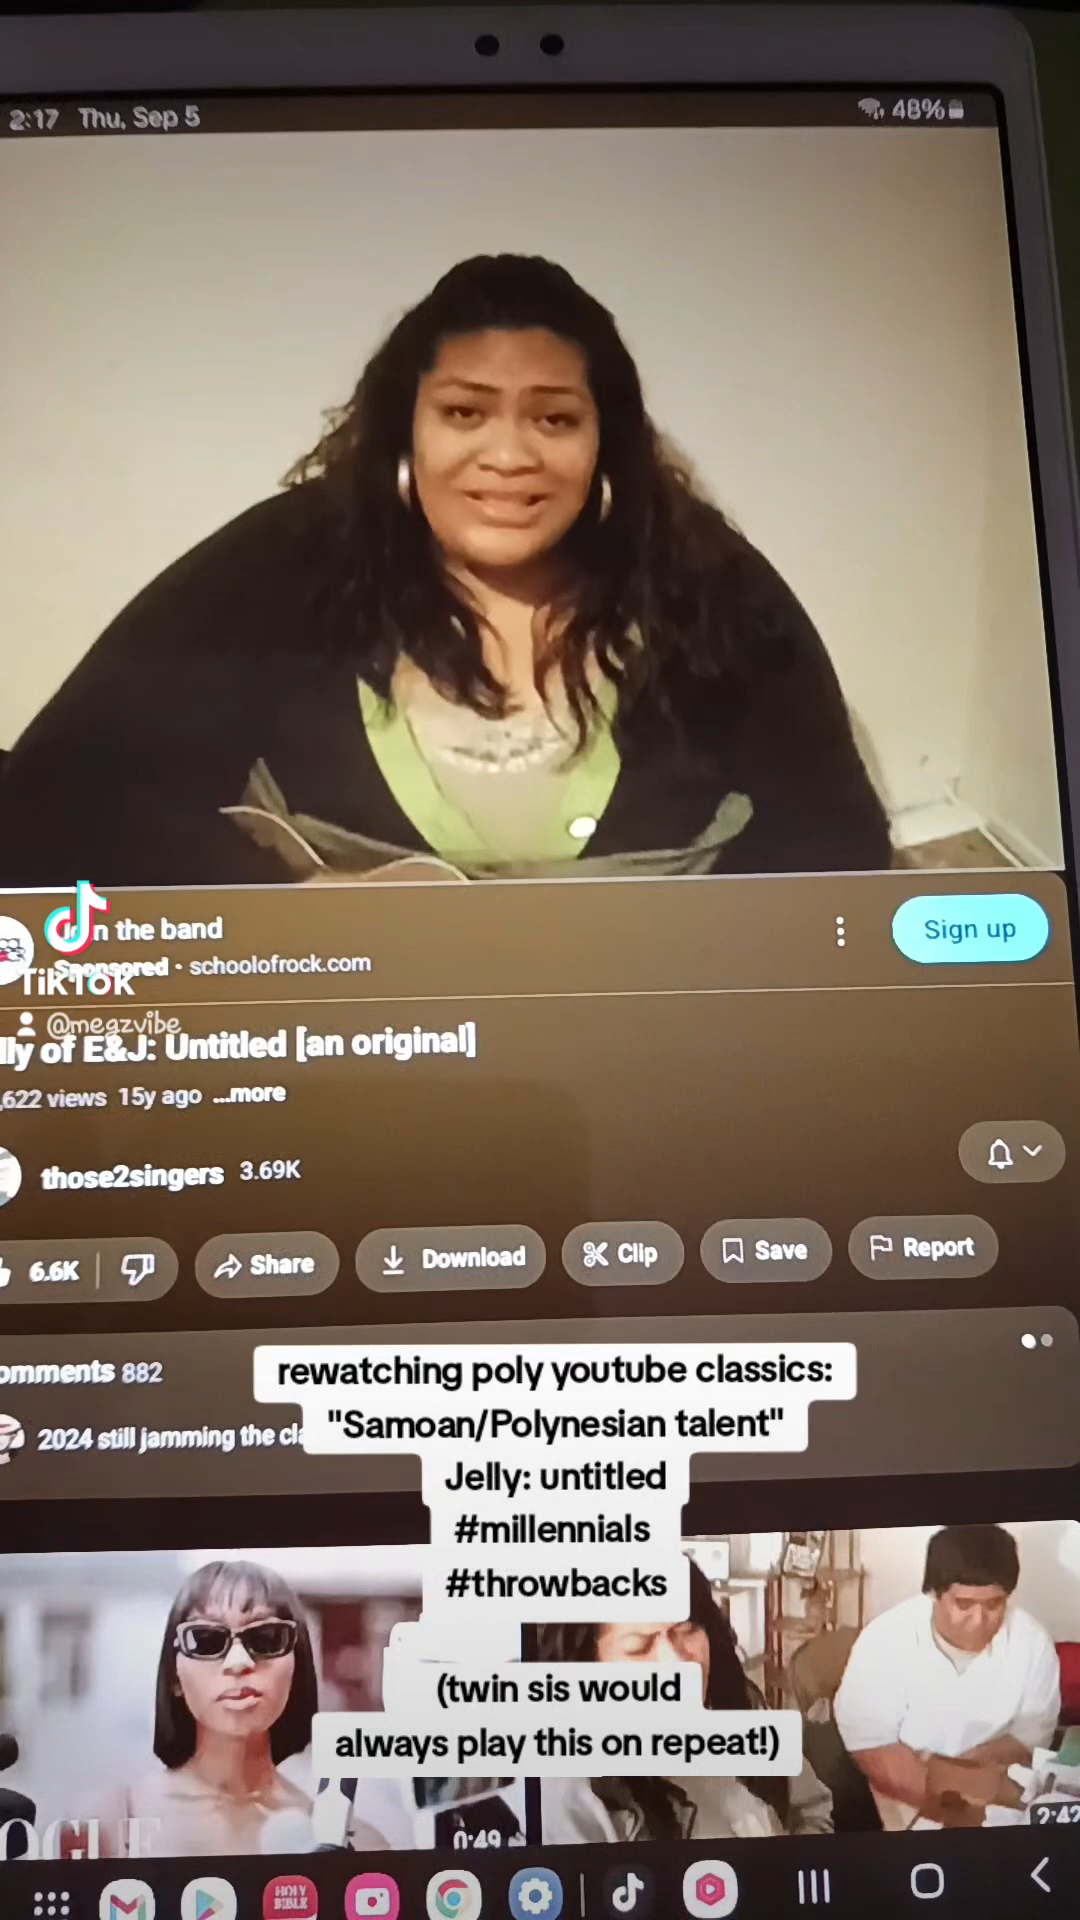 2:17 Thu, Sep 5 48%
Join the band
Sign up
Sponsored • schoolofrock.com
TikTok
@megzvibe
lly of E&J: Untitled [an original]
,622 views 15y ago ...more
those2singers 3.69K
6.6K Share Download Clip Save Report
omments 882
2024 still jamming the cla
rewatching poly youtube classics:
"Samoan/Polynesian talent"
Jelly: untitled
#millennials
#throwbacks
(twin sis would
always play this on repeat!)
OGUE
0:49
2:42
HOLY
BIBLE